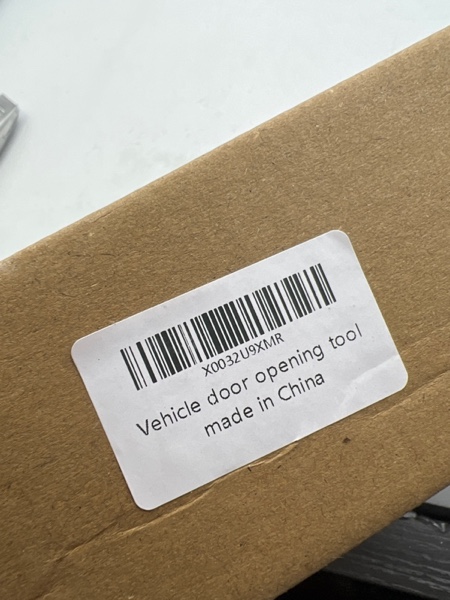 X0032U9XMR
Vehicle door opening tool
made in China